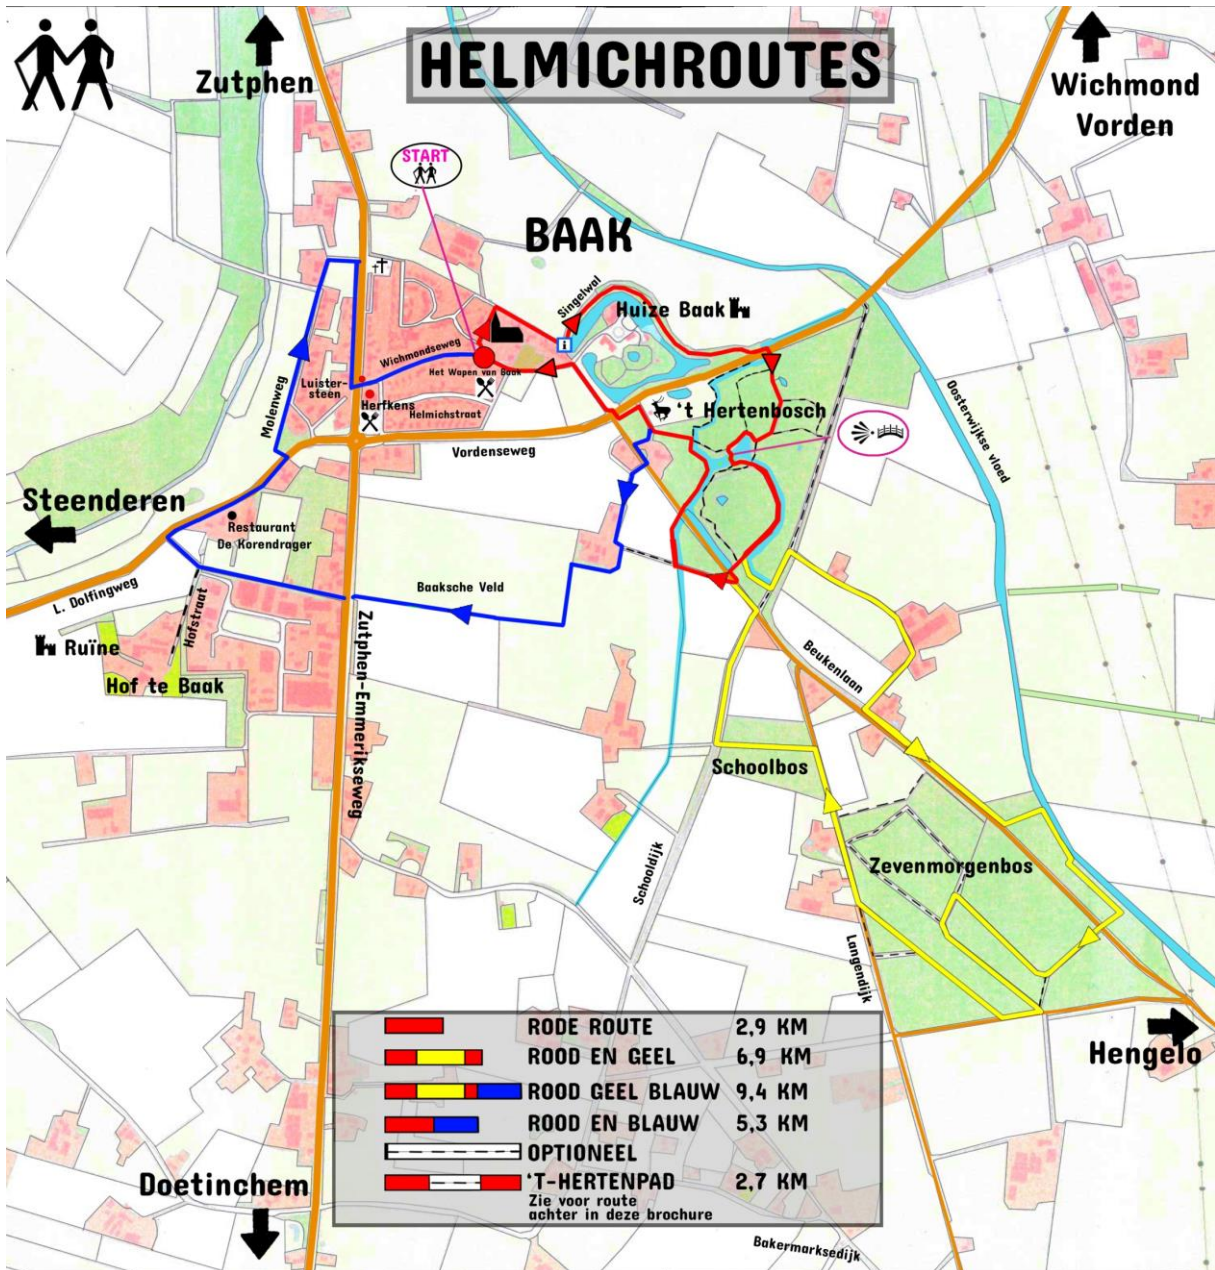 HELMICHROUTES
Zutphen
Wichmond
Vorden
START
BAAK
Singelwal
Huize Baak
i
Wichmondseweg
Het Wapen van Baak
Molenweg
Luister-
steen
Herfkens
Helmichstraat
't Hertenbosch
Vordenseweg
Oosterwijkse vloed
Steenderen
Restaurant
De Korendrager
L. Dolfingweg
Hofstraat
Baaksche Veld
Ruïne
Hof te Baak
Zutphen-Emmerikseweg
Beukenlaan
Schoolbos
Schooldijk
Zevenmorgenbos
Langendijk
Hengelo
RODE ROUTE 2,9 KM
ROOD EN GEEL 6,9 KM
ROOD GEEL BLAUW 9,4 KM
ROOD EN BLAUW 5,3 KM
OPTIONEEL
'T-HERTENPAD 2,7 KM
Zie voor route
achter in deze brochure
Doetinchem
Bakermarksedijk